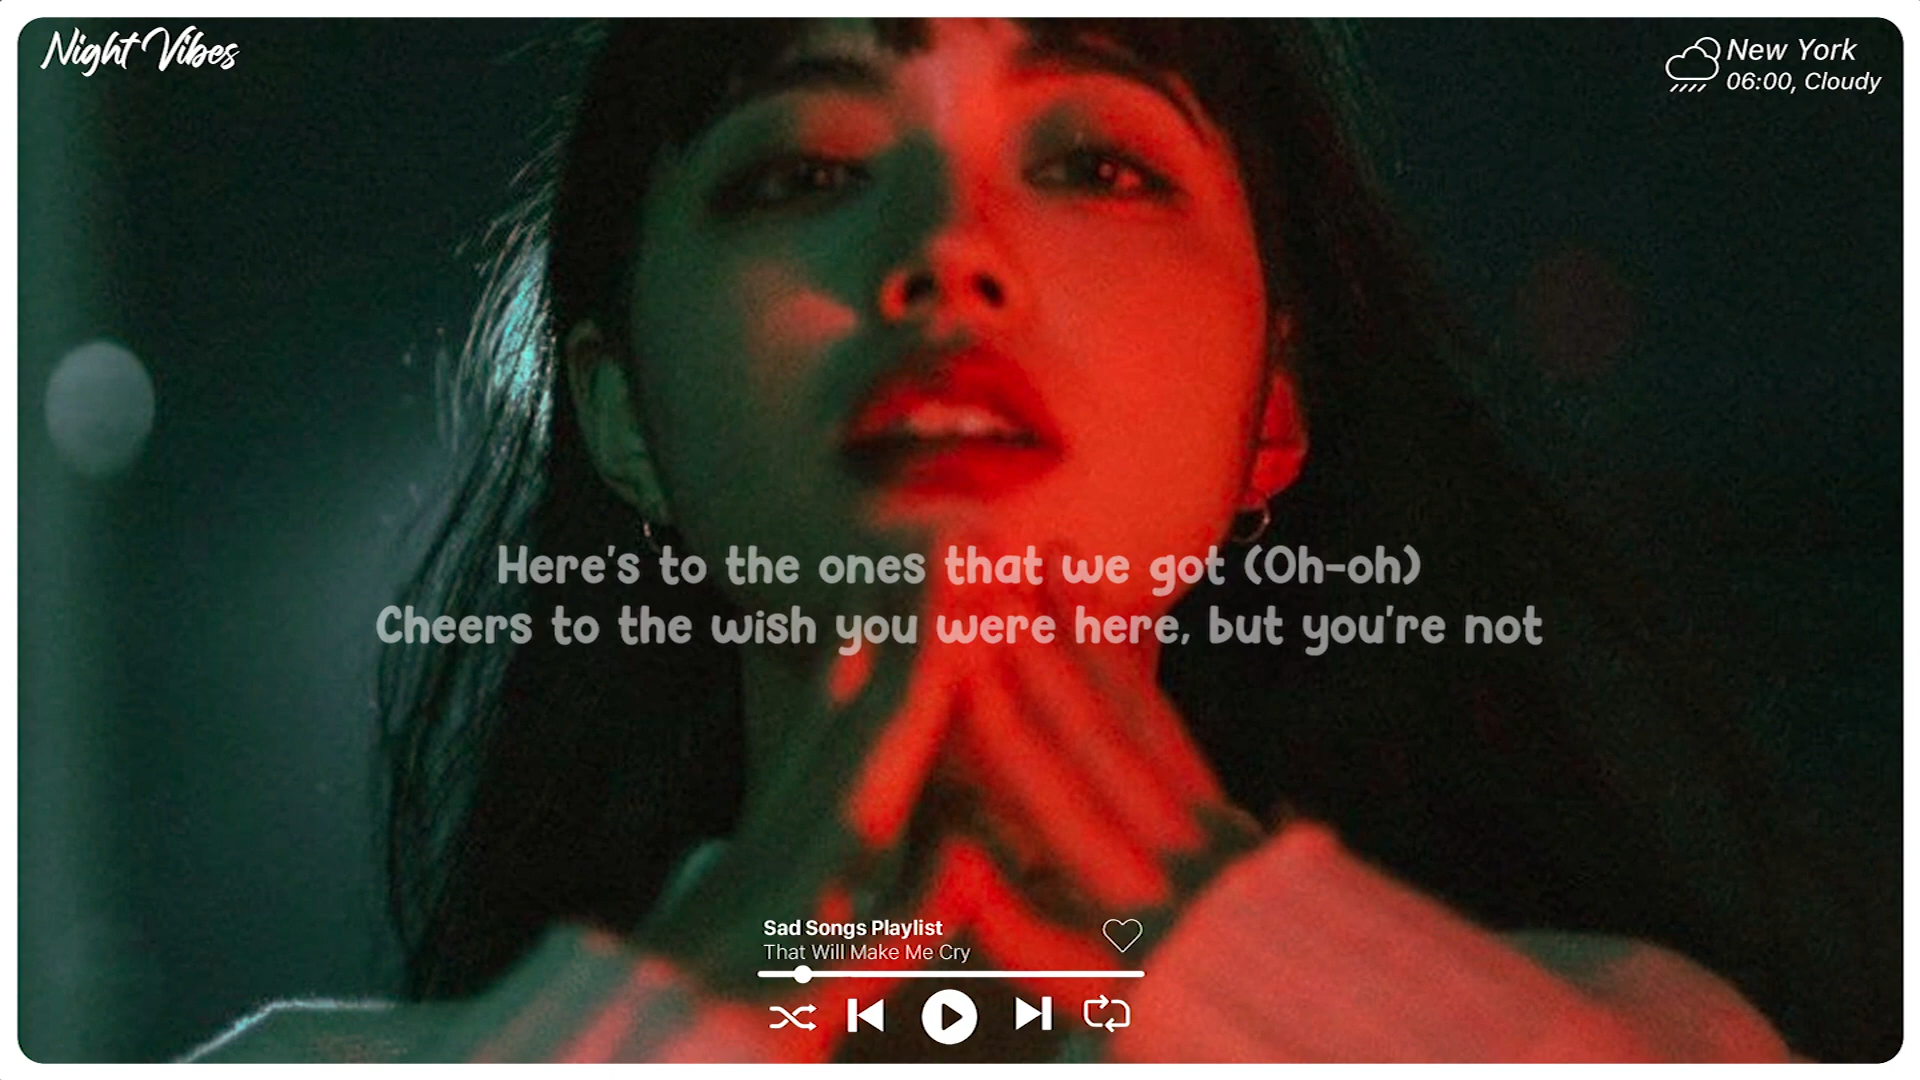 Night Vibes
New York
06:00, Cloudy
Here's to the ones that we got (Oh-oh)
Cheers to the wish you were here, but you're not
Sad Songs Playlist
That Will Make Me Cry